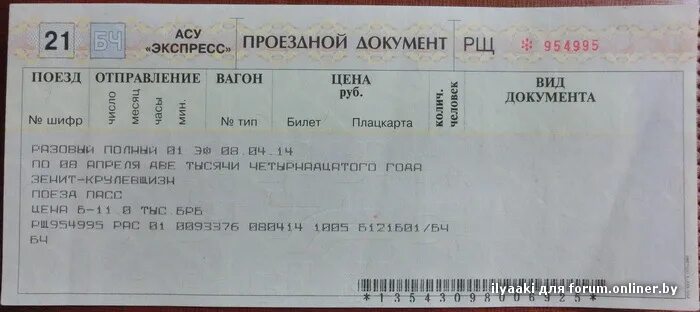 21 БЧ АСУ «ЭКСПРЕСС» ПРОЕЗДНОЙ ДОКУМЕНТ РЩ * 954995
ПОЕЗД ОТПРАВЛЕНИЕ ВАГОН ЦЕНА руб. колич. человек ВИД ДОКУМЕНТА
№ шифр число месяц часы мин. № тип Билет Плацкарта
РАЗОВЫЙ ПОЛНЫЙ 01 ЭФ 08.04.14
ПО 08 АПРЕЛЯ ДВЕ ТЫСЯЧИ ЧЕТЫРНАДЦАТОГО ГОДА
ЗЕНИТ-КРУЛЕВЩИЗН
ПОЕЗД ПАСС
ЦЕНА Б-11.0 ТЫС.БРБ
РЩ954995 РАС 01 0093376 080414 1005 Б121Б01/БЧ
БЧ
*13543098006925*
ilyaaki для forum.onliner.by